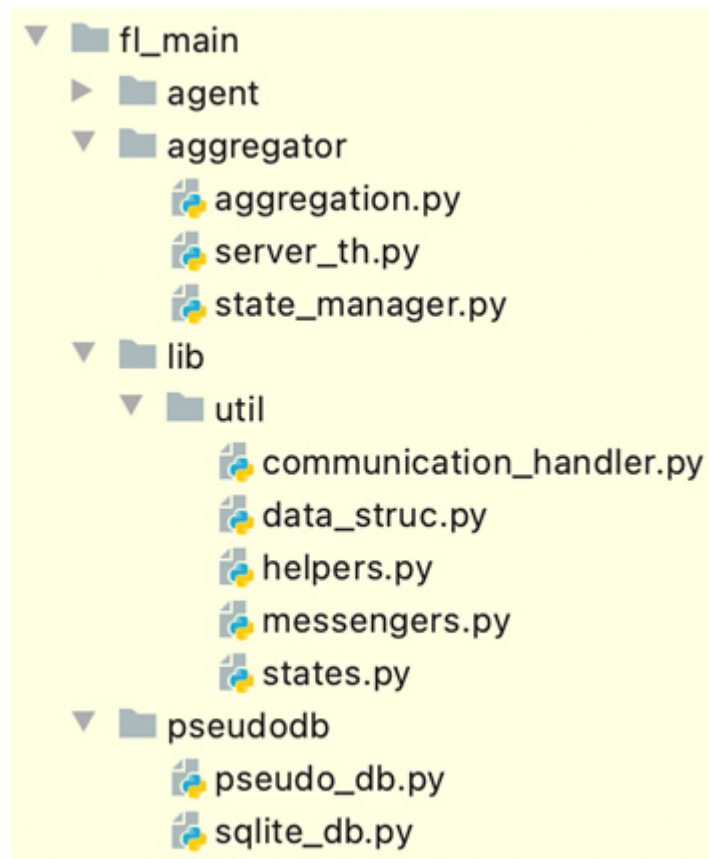 fl_main
agent
aggregator
aggregation.py
server_th.py
state_manager.py
lib
util
communication_handler.py
data_struc.py
helpers.py
messengers.py
states.py
pseudodb
pseudo_db.py
sqlite_db.py